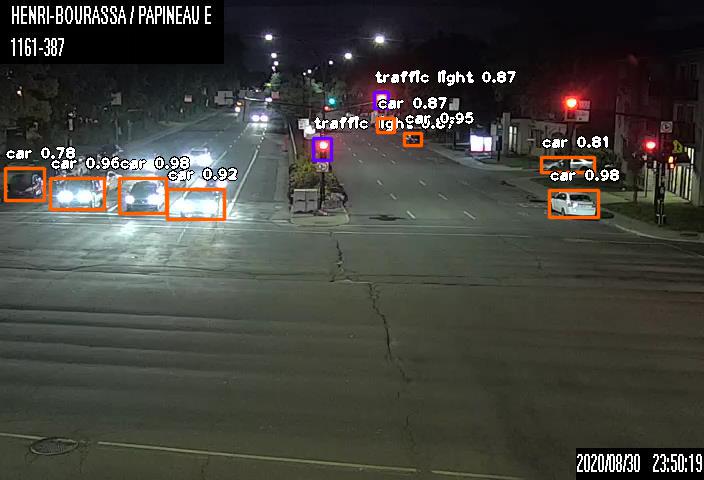 HENRI-BOURASSA / PAPINEAU E
1161-387
traffic light 0.87
car 0.87
car 0.95
traffic light 0.87
car 0.81
car 0.78
car 0.96
car 0.98
car 0.92
car 0.98
2020/08/30 23:50:19